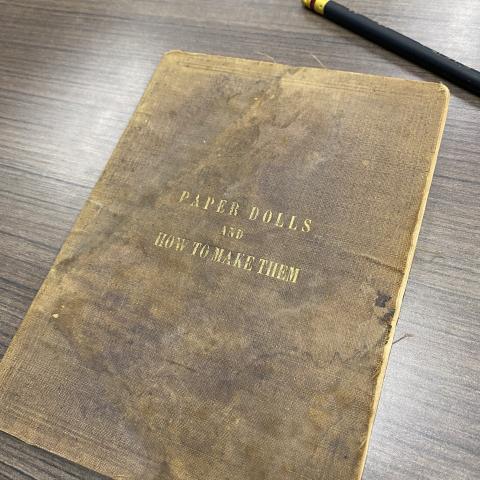 PAPER DOLLS
AND
HOW TO MAKE THEM